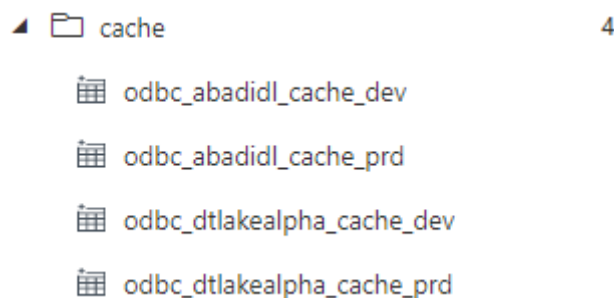 cache 4
odbc_abadidl_cache_dev
odbc_abadidl_cache_prd
odbc_dtlakealpha_cache_dev
odbc_dtlakealpha_cache_prd